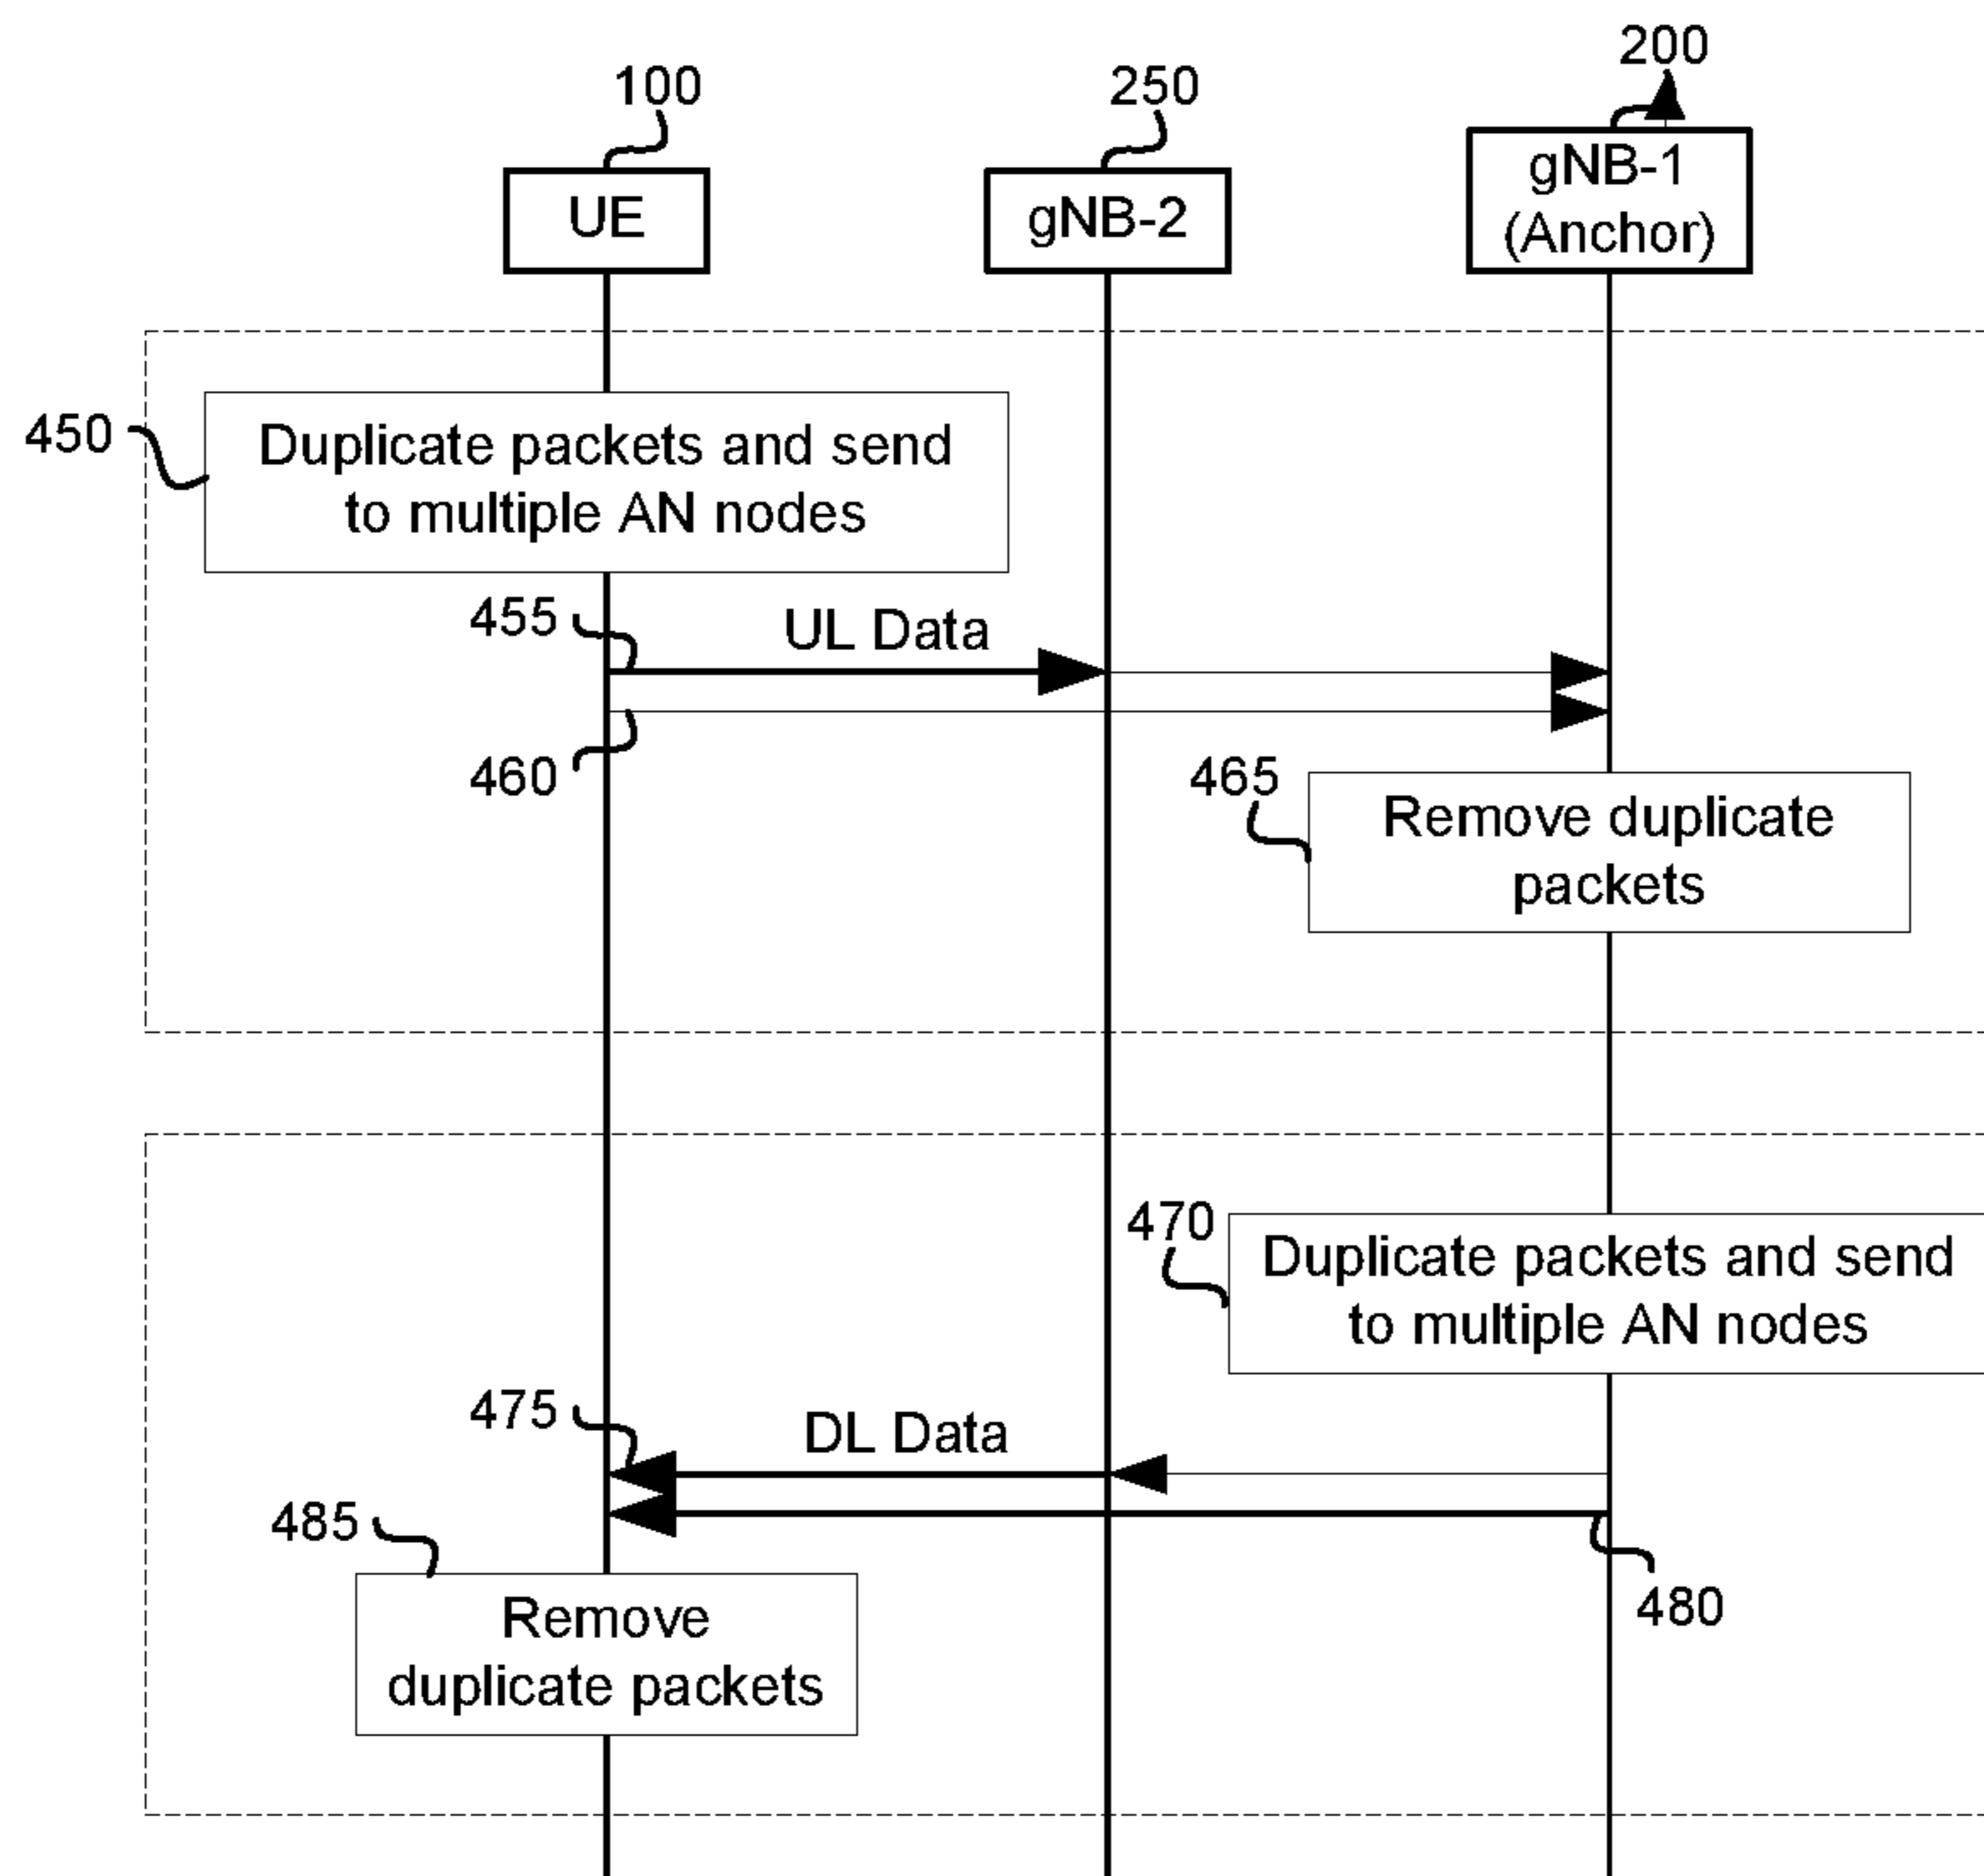 200
100
250
gNB-1
(Anchor)
UE
gNB-2
450
Duplicate packets and send
to multiple AN nodes
455
UL Data
460
465
Remove duplicate
packets
470
Duplicate packets and send
to multiple AN nodes
475
DL Data
485
480
Remove
duplicate packets